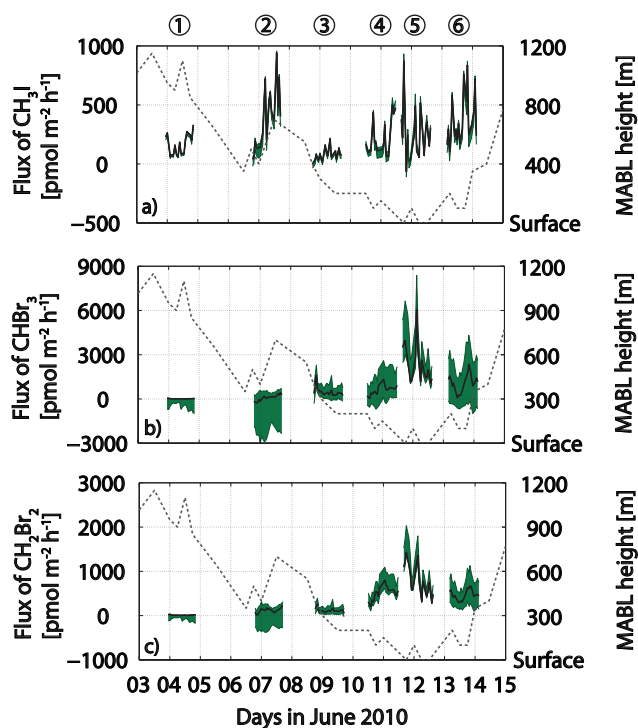 ① ② ③ ④ ⑤ ⑥
1000 500 0 −500
Flux of CH3I
[pmol m−2 h−1]
a)
1200 800 400 Surface
MABL height [m]
9000 6000 3000 0 −3000
Flux of CHBr3
[pmol m−2 h−1]
b)
1200 900 600 300 Surface
MABL height [m]
3000 2000 1000 0 −1000
Flux of CH2Br2
[pmol m−2 h−1]
c)
1200 900 600 300 Surface
MABL height [m]
03 04 05 06 07 08 09 10 11 12 13 14 15
Days in June 2010